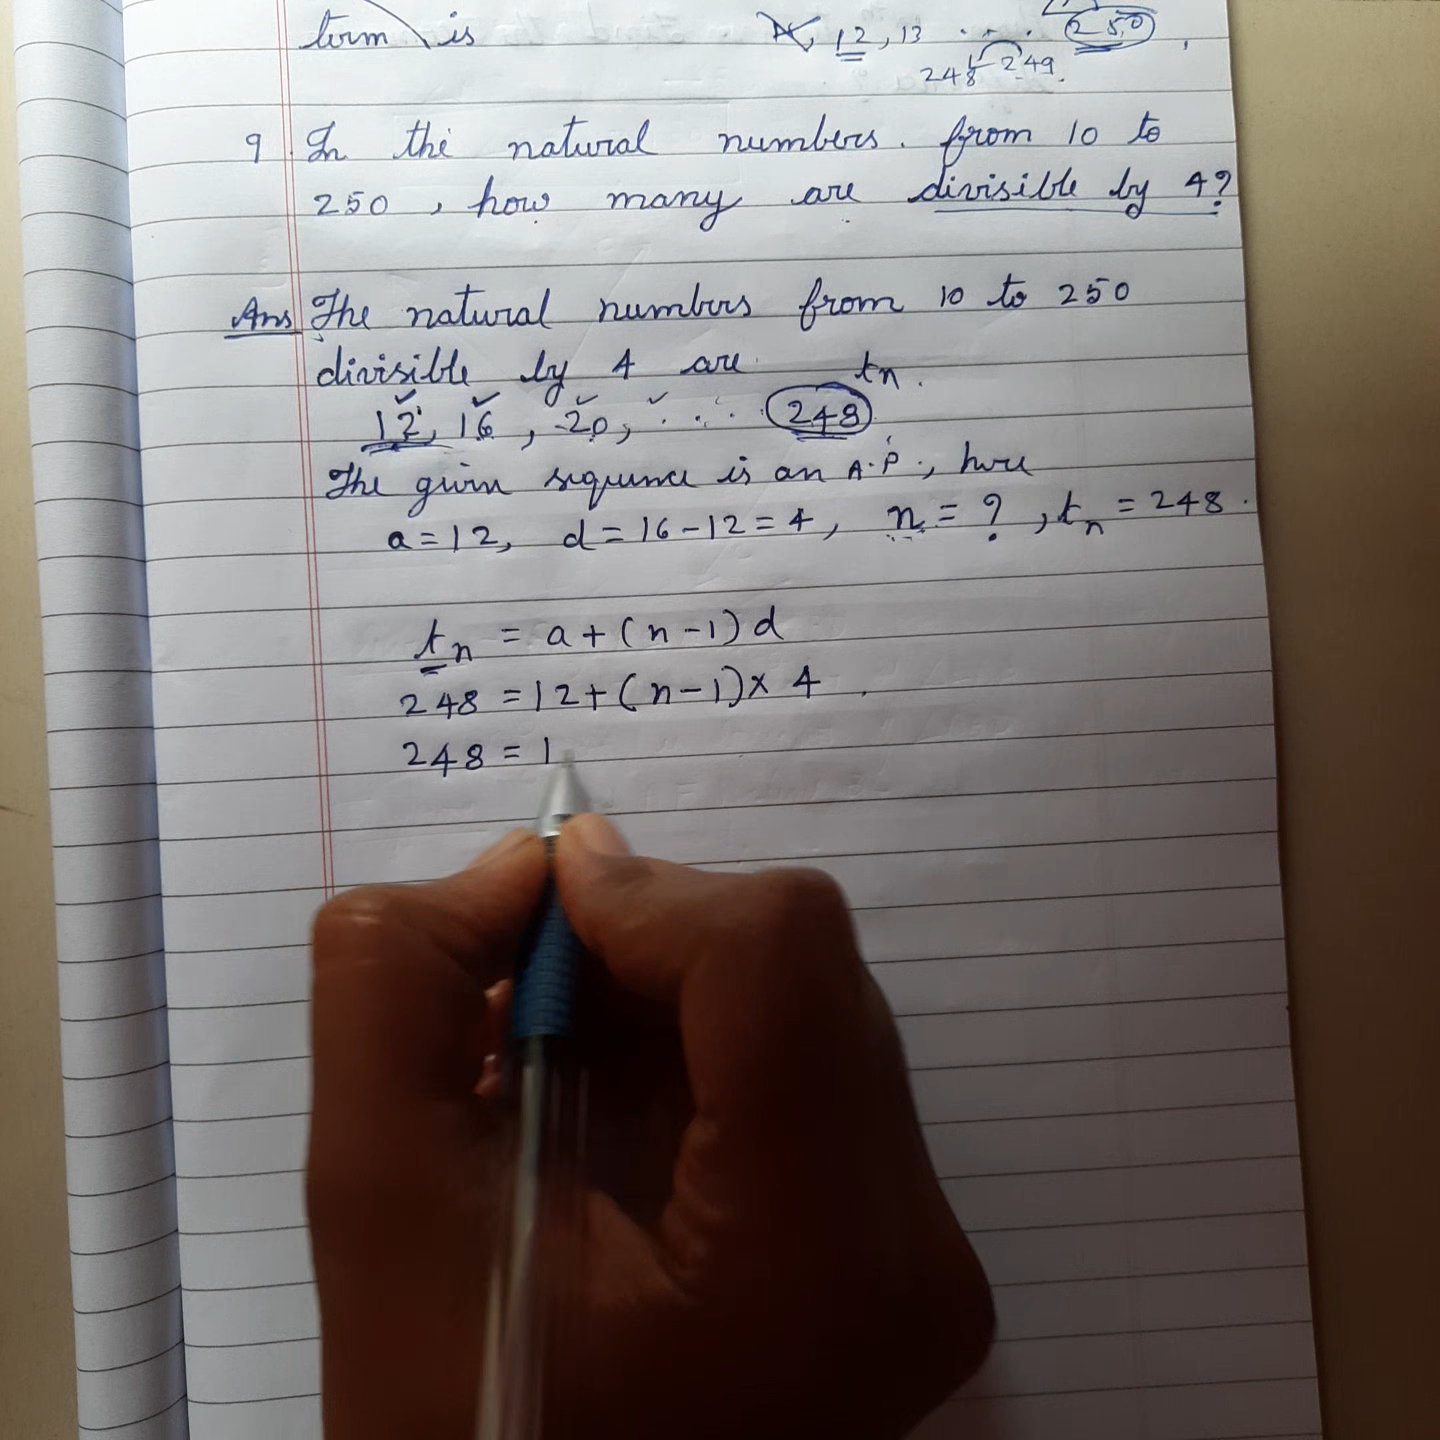 term is 12, 13 . . . . 250,
248 249.
9. In the natural numbers. from 10 to
250, how many are divisible by 4?
Ans The natural numbers from 10 to 250
divisible by 4 are tn.
12, 16, 20, . . . 248
The given sequence is an A.P., here
a = 12, d = 16 - 12 = 4, n = ?, tn = 248.
tn = a + (n - 1) d
248 = 12 + (n - 1) × 4
248 = 1